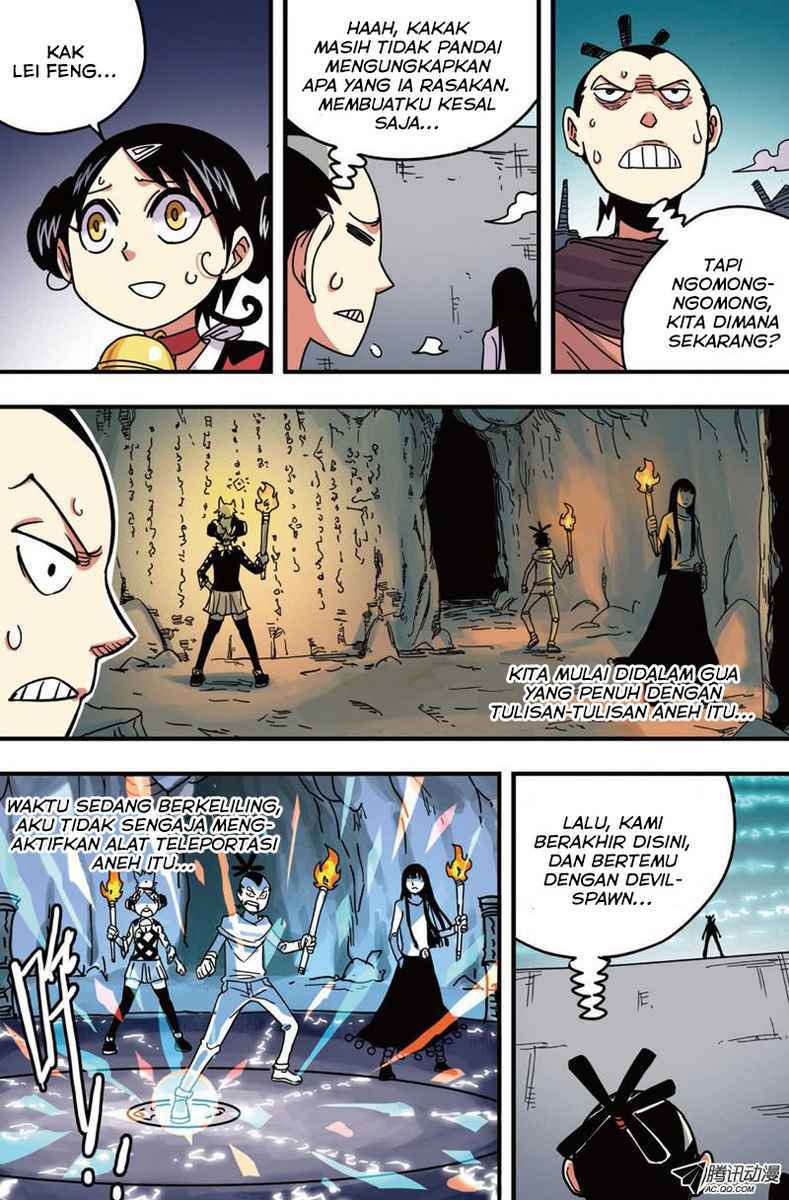 KAK
LEI FENG...
HAAH, KAKAK
MASIH TIDAK PANDAI
MENGUNGKAPKAN
APA YANG IA RASAKAN.
MEMBUATKU KESAL
SAJA...
TAPI
NGOMONG-
NGOMONG,
KITA DIMANA
SEKARANG?
KITA MULAI DIDALAM GUA
YANG PENUH DENGAN
TULISAN-TULISAN ANEH ITU...
WAKTU SEDANG BERKELILING,
AKU TIDAK SENGAJA MENG-
AKTIFKAN ALAT TELEPORTASI
ANEH ITU...
LALU, KAMI
BERAKHIR DISINI,
DAN BERTEMU
DENGAN DEVIL-
SPAWN...
腾讯动漫
AC.QQ.COM